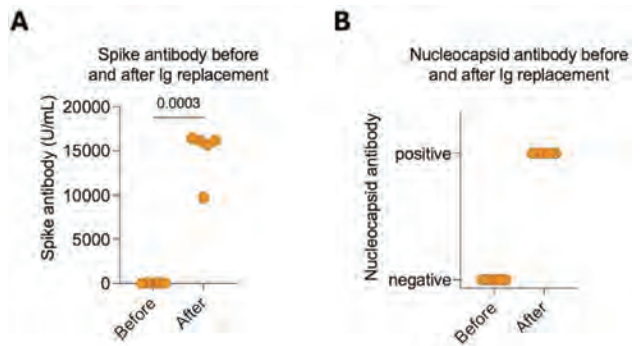 A
Spike antibody before
and after Ig replacement
Spike antibody (U/mL)
20000
15000
10000
5000
0
0.0003
Before
After
B
Nucleocapsid antibody before
and after Ig replacement
Nucleocapsid antibody
positive
negative
Before
After